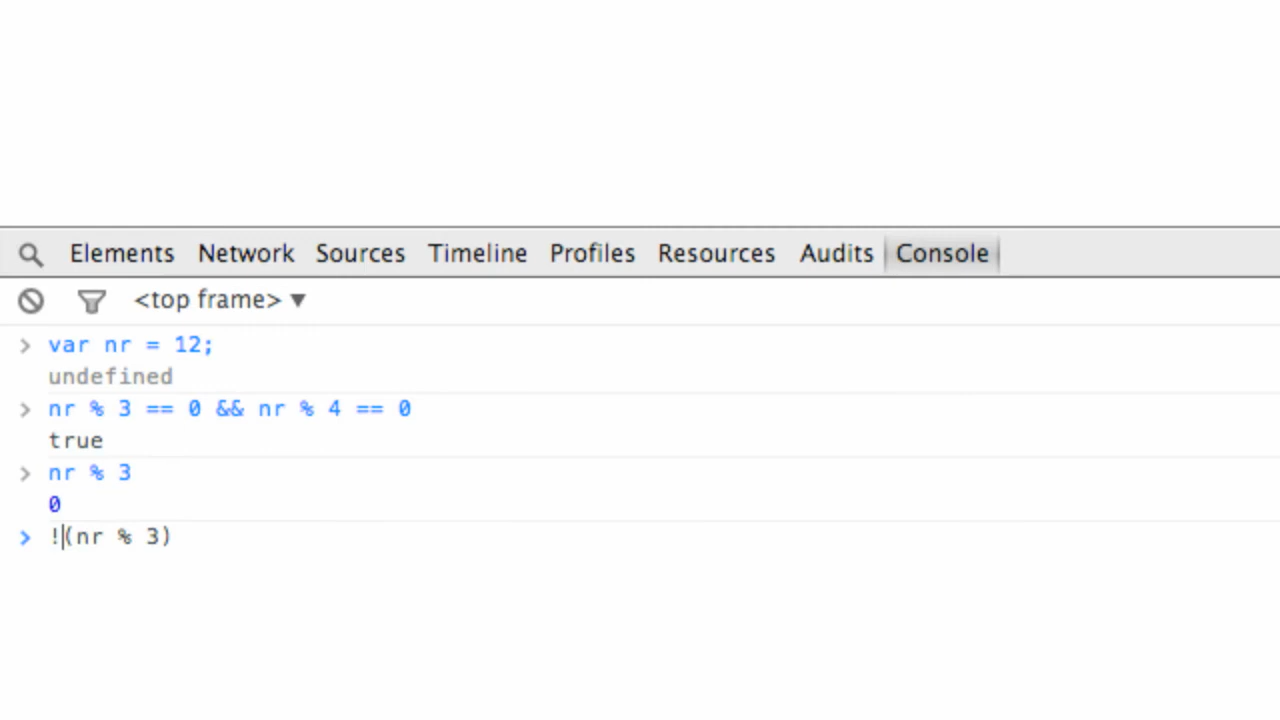 Elements Network Sources Timeline Profiles Resources Audits Console
<top frame> ▼
> var nr = 12;
undefined
> nr % 3 == 0 && nr % 4 == 0
true
> nr % 3
0
> !(nr % 3)